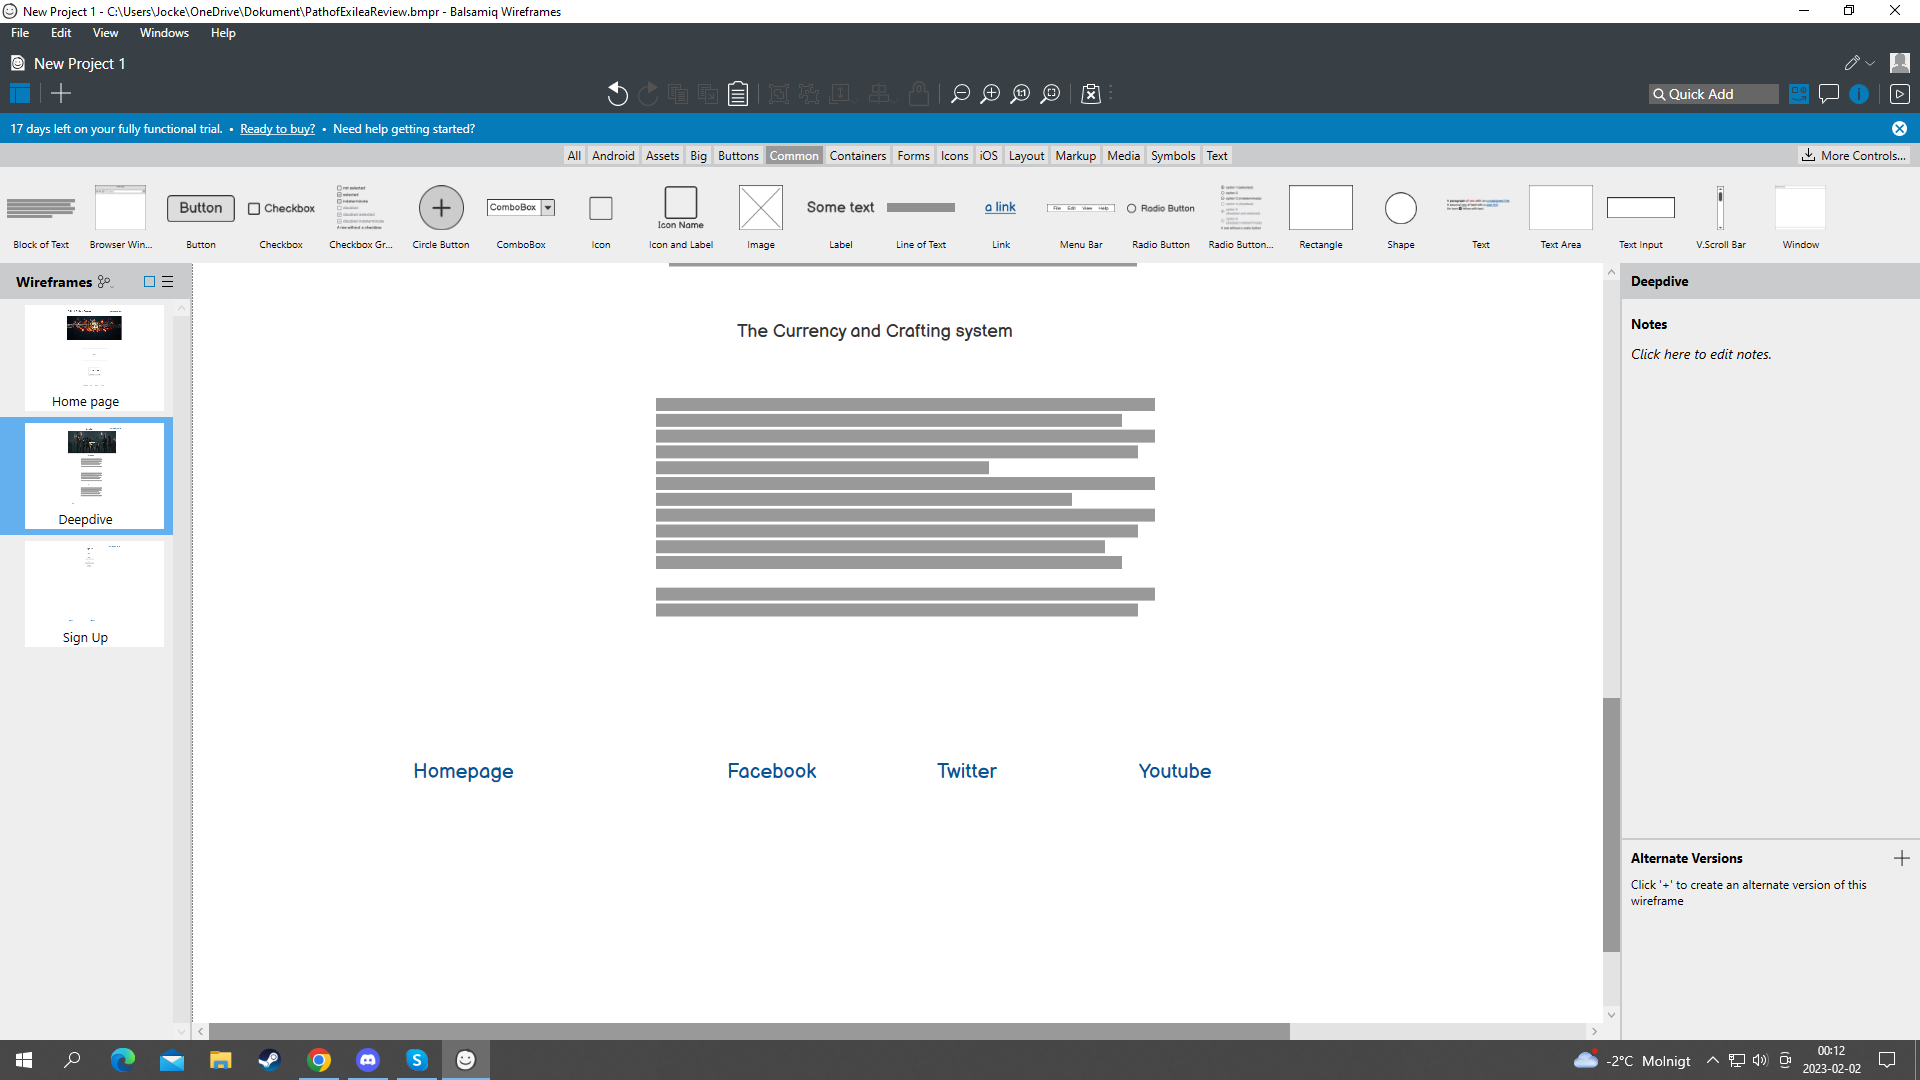 New Project 1 - C:\Users\Jocke\OneDrive\Dokument\PathofExileaReview.bmpr - Balsamiq Wireframes
File Edit View Windows Help
New Project 1
Quick Add
17 days left on your fully functional trial. • Ready to buy? • Need help getting started?
All Android Assets Big Buttons Common Containers Forms Icons iOS Layout Markup Media Symbols Text
More Controls...
Button Checkbox ComboBox Icon Name Some text a link File Edit View Help Radio Button
Block of Text Browser Win... Button Checkbox Checkbox Gr... Circle Button ComboBox Icon Icon and Label Image Label Line of Text Link Menu Bar Radio Button Radio Button... Rectangle Shape Text Text Area Text Input V.Scroll Bar Window
Wireframes
Home page
Deepdive
Sign Up
The Currency and Crafting system
Homepage Facebook Twitter Youtube
Deepdive
Notes
Click here to edit notes.
Alternate Versions
Click '+' to create an alternate version of this
wireframe
-2°C Molnigt
00:12
2023-02-02